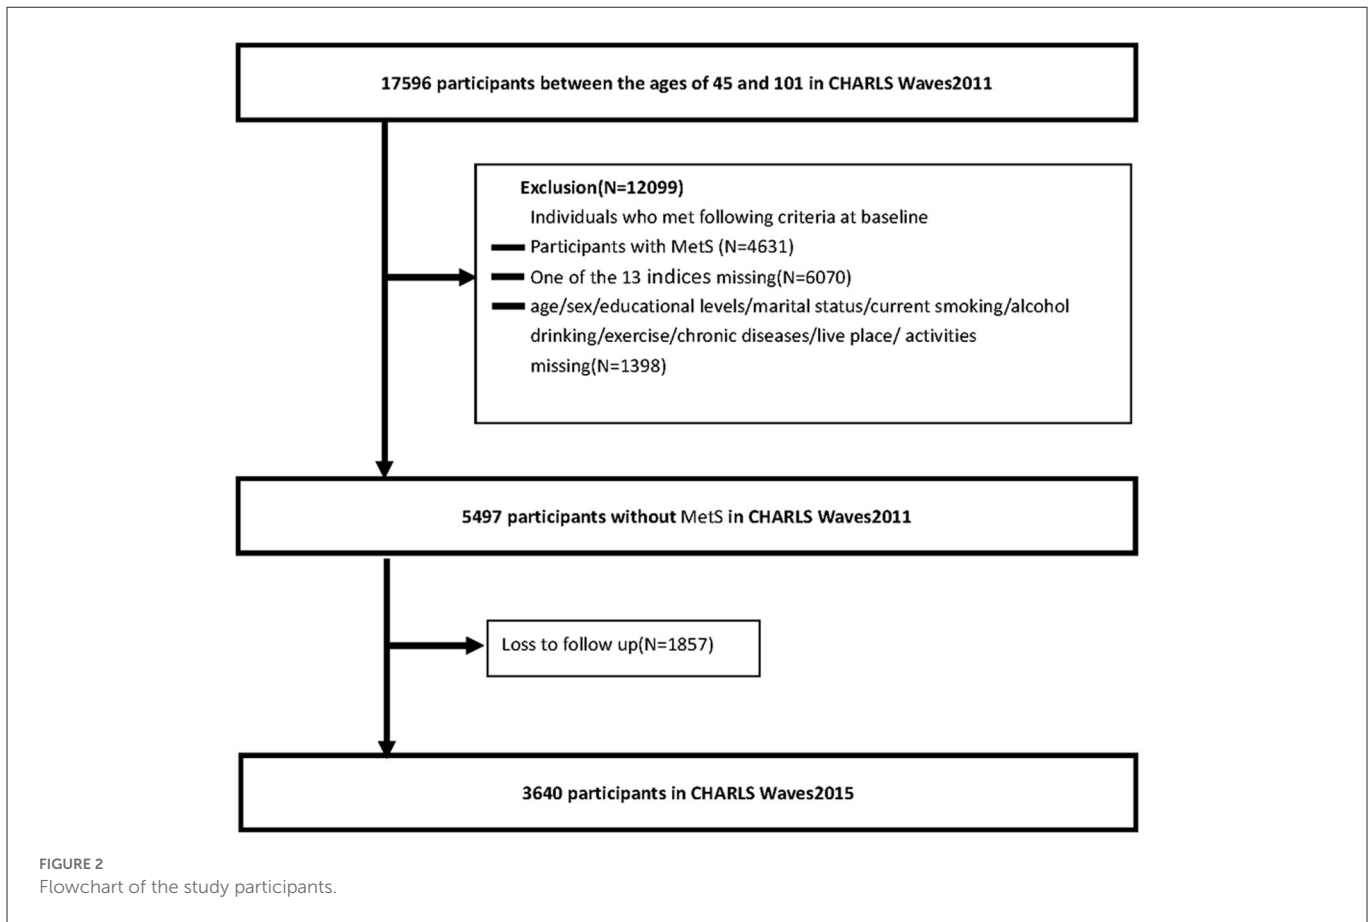 17596 participants between the ages of 45 and 101 in CHARLS Waves2011
Exclusion(N=12099)
Individuals who met following criteria at baseline
Participants with MetS (N=4631)
One of the 13 indices missing(N=6070)
age/sex/educational levels/marital status/current smoking/alcohol
drinking/exercise/chronic diseases/live place/ activities
missing(N=1398)
5497 participants without MetS in CHARLS Waves2011
Loss to follow up(N=1857)
3640 participants in CHARLS Waves2015
FIGURE 2
Flowchart of the study participants.